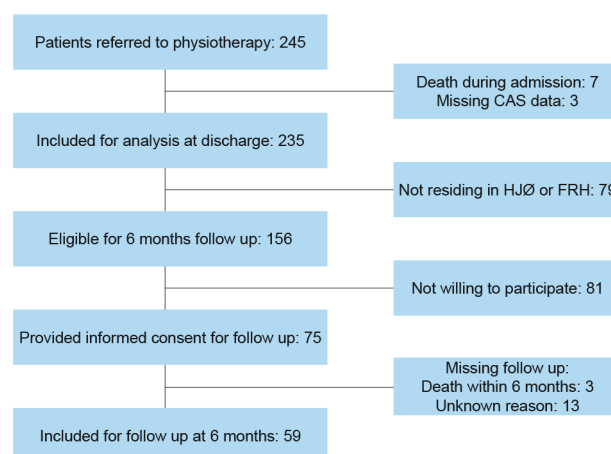 Patients referred to physiotherapy: 245
Death during admission: 7
Missing CAS data: 3
Included for analysis at discharge: 235
Not residing in HJØ or FRH: 79
Eligible for 6 months follow up: 156
Not willing to participate: 81
Provided informed consent for follow up: 75
Missing follow up:
Death within 6 months: 3
Unknown reason: 13
Included for follow up at 6 months: 59